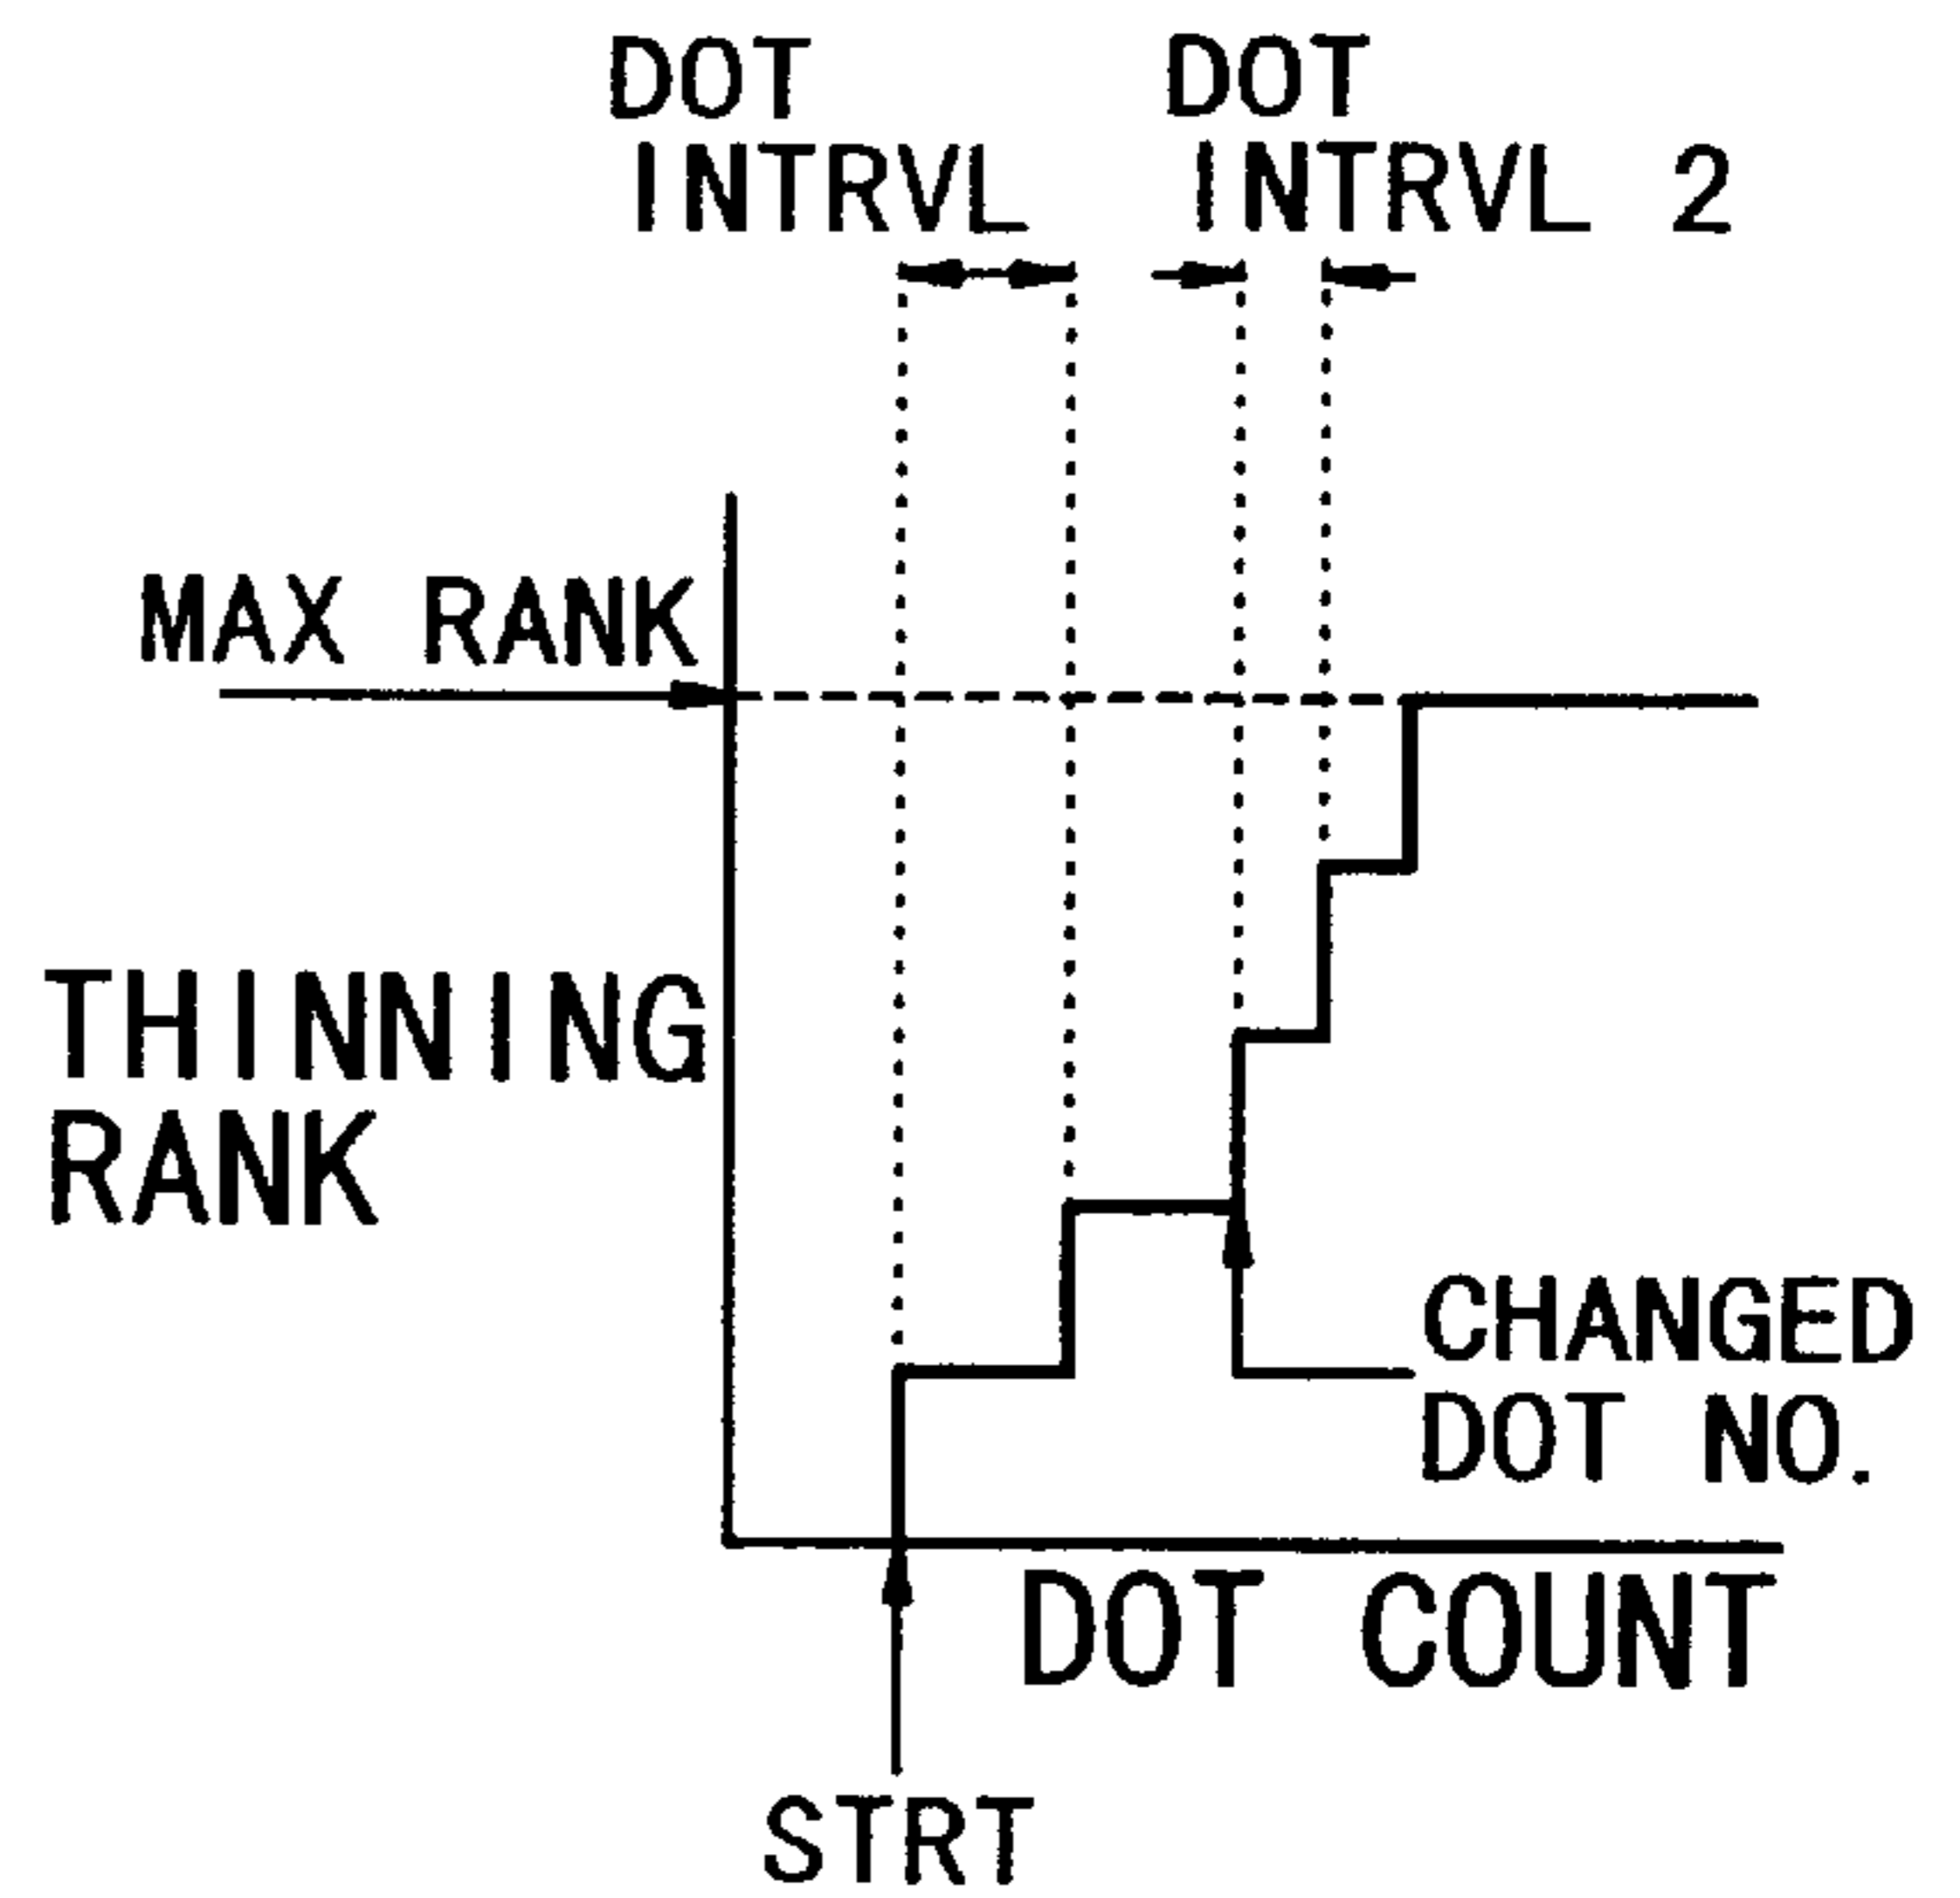 DOT
INTRVL
DOT
INTRVL 2
MAX RANK
THINNING
RANK
CHANGED
DOT NO.
DOT COUNT
STRT